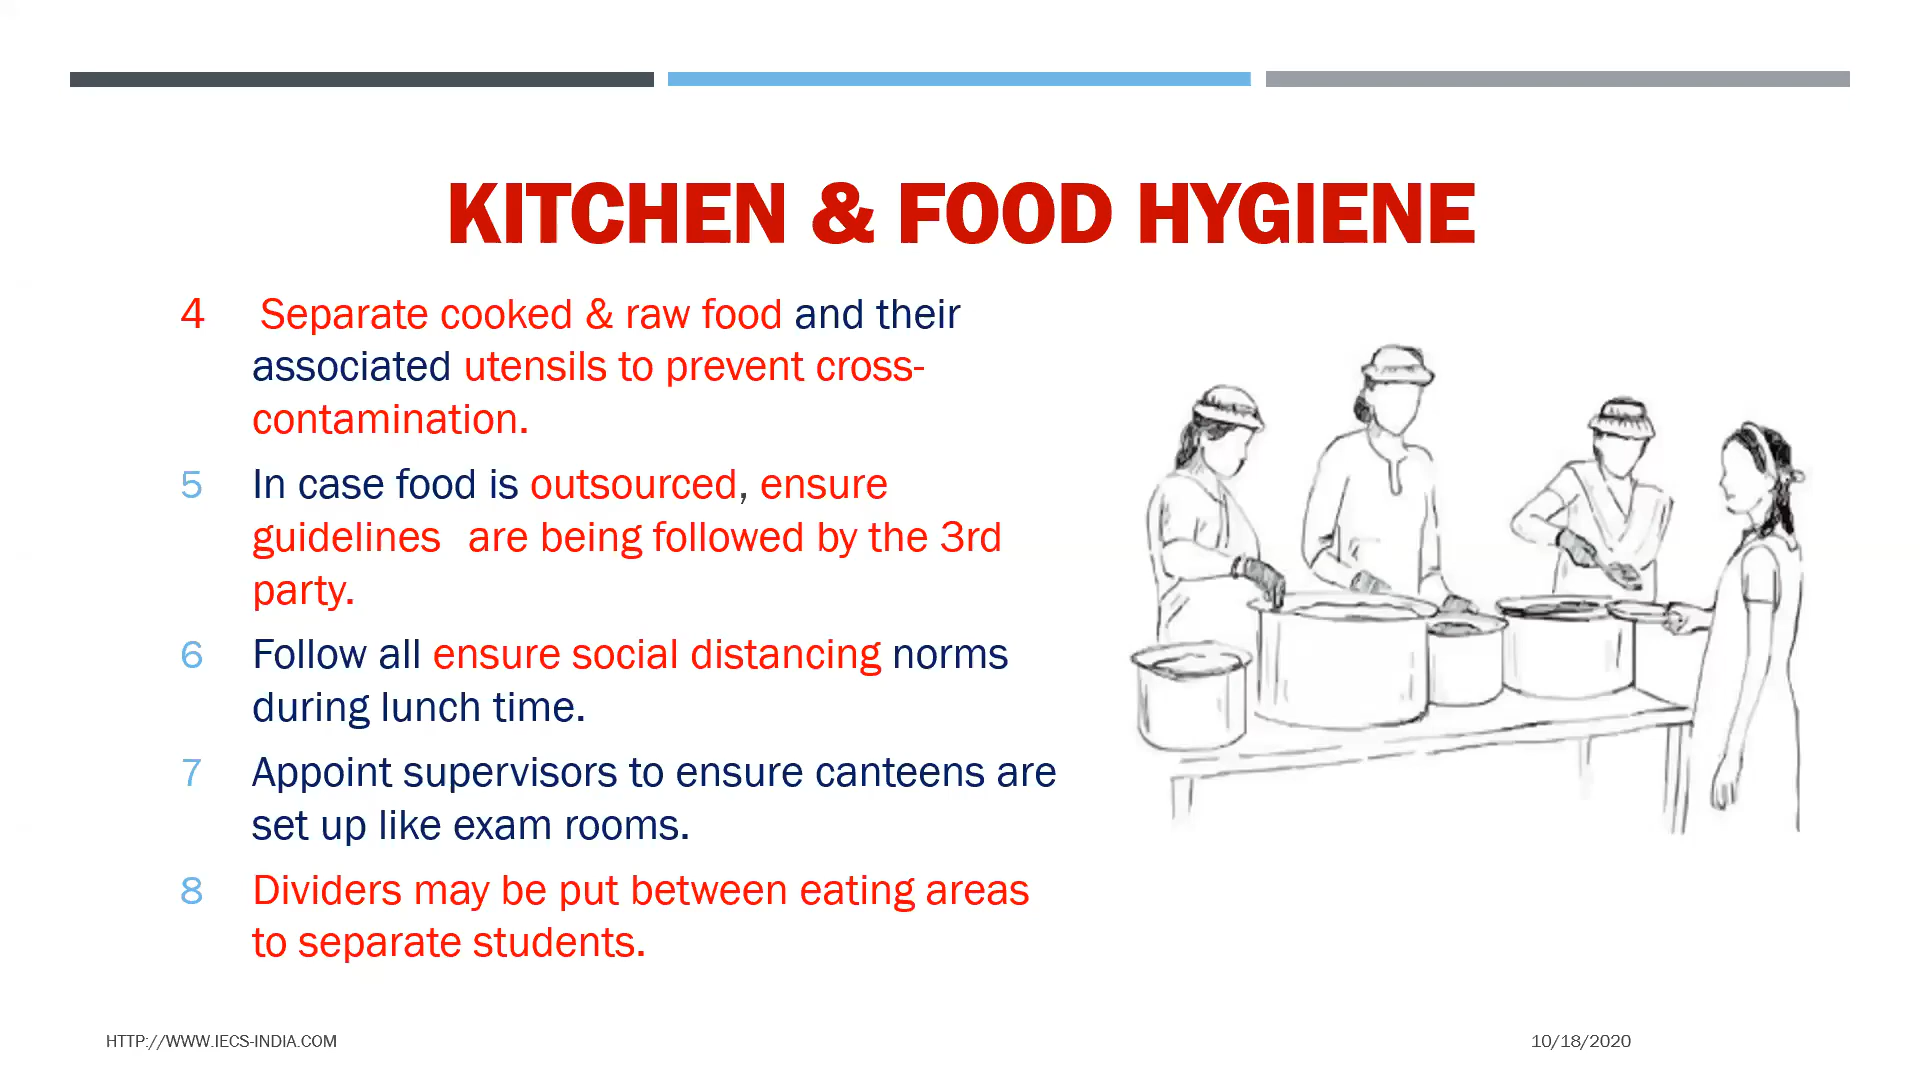 KITCHEN & FOOD HYGIENE
4 Separate cooked & raw food and their
associated utensils to prevent cross-
contamination.
5 In case food is outsourced, ensure
guidelines are being followed by the 3rd
party.
6 Follow all ensure social distancing norms
during lunch time.
7 Appoint supervisors to ensure canteens are
set up like exam rooms.
8 Dividers may be put between eating areas
to separate students.
HTTP://WWW.IECS-INDIA.COM
10/18/2020